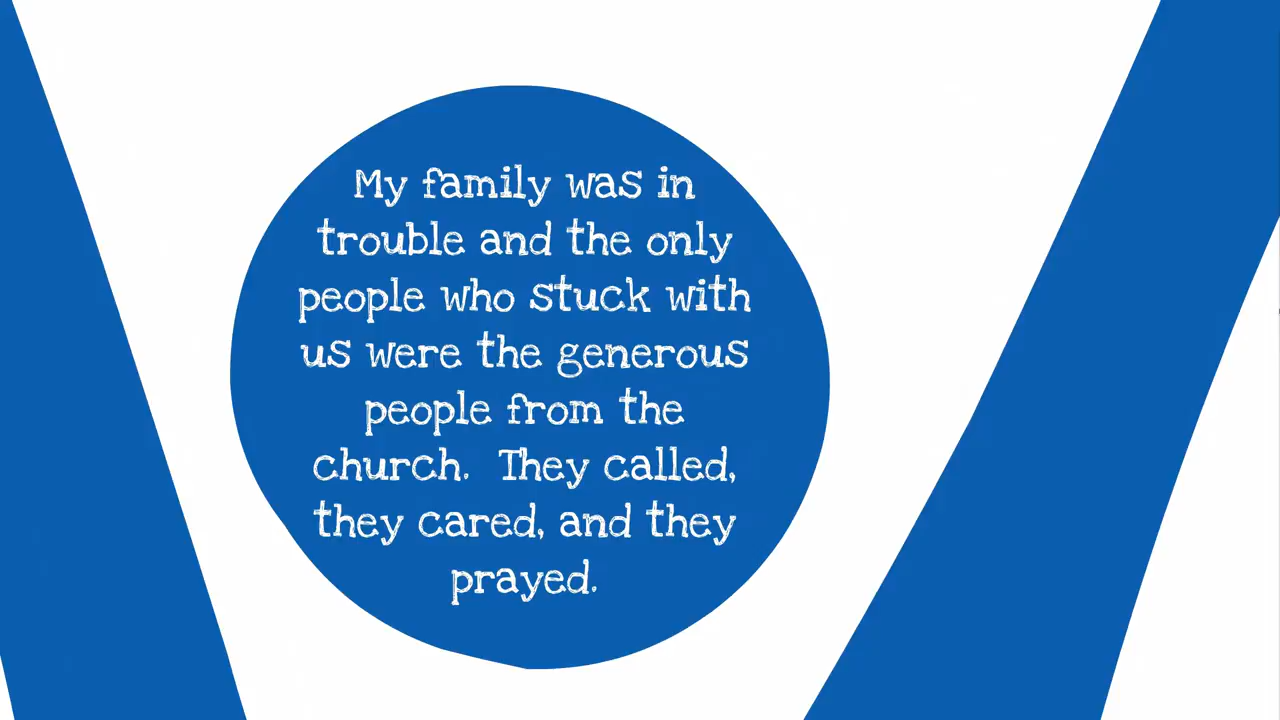 My family was in
trouble and the only
people who stuck with
us were the generous
people from the
church.  They called,
they cared, and they
prayed.